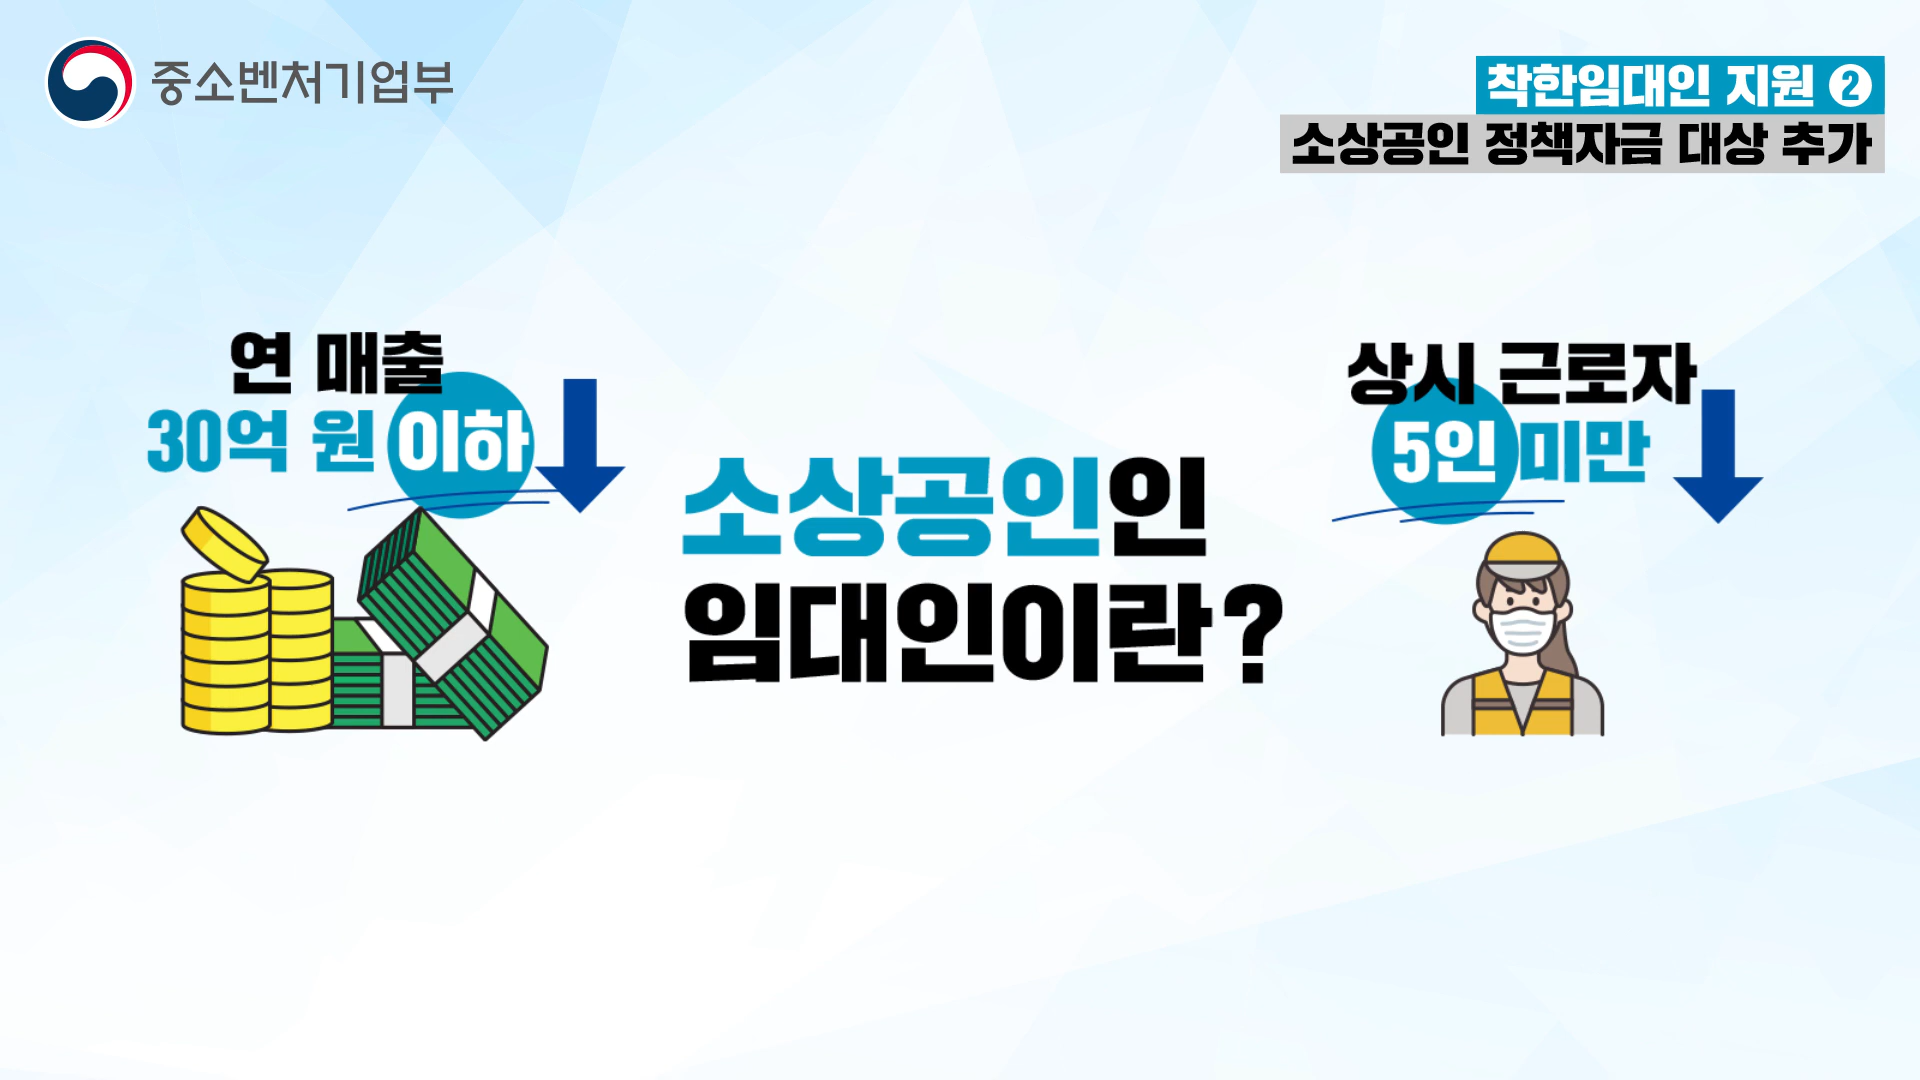 중소벤처기업부
착한임대인 지원 ❷
소상공인 정책자금 대상 추가
연 매출
30억 원 이하
소상공인인
임대인이란?
상시 근로자
5인 미만